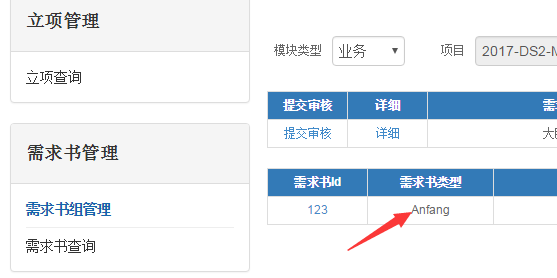 立项管理
立项查询
需求书管理
需求书组管理
需求书查询
模块类型 业务 项目 2017-DS2-
提交审核 详细
提交审核 详细
需求书Id 需求书类型
123 Anfang